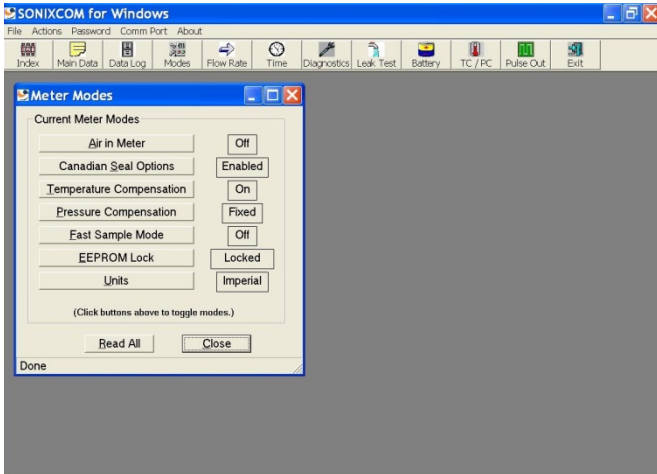 SONIXCOM for Windows
File Actions Password Comm Port About
Index Main Data Data Log Modes Flow Rate Time Diagnostics Leak Test Battery TC / PC Pulse Out Exit
Meter Modes
Current Meter Modes
Air in Meter Off
Canadian Seal Options Enabled
Temperature Compensation On
Pressure Compensation Fixed
Fast Sample Mode Off
EEPROM Lock Locked
Units Imperial
(Click buttons above to toggle modes.)
Read All Close
Done